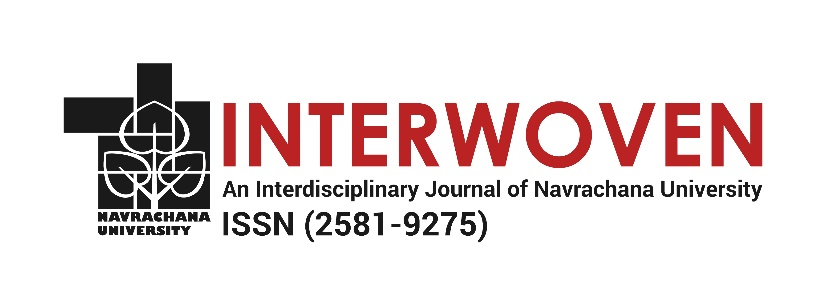 INTERWOVEN
An Interdisciplinary Journal of Navrachana University
ISSN (2581-9275)
NAVRACHANA
UNIVERSITY